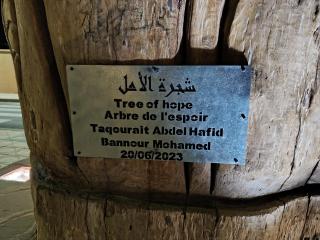 شجرة الأمل
Tree of hope
Arbre de l'espoir
Taqourait Abdel Hafid
Bannour Mohamed
20/06/2023